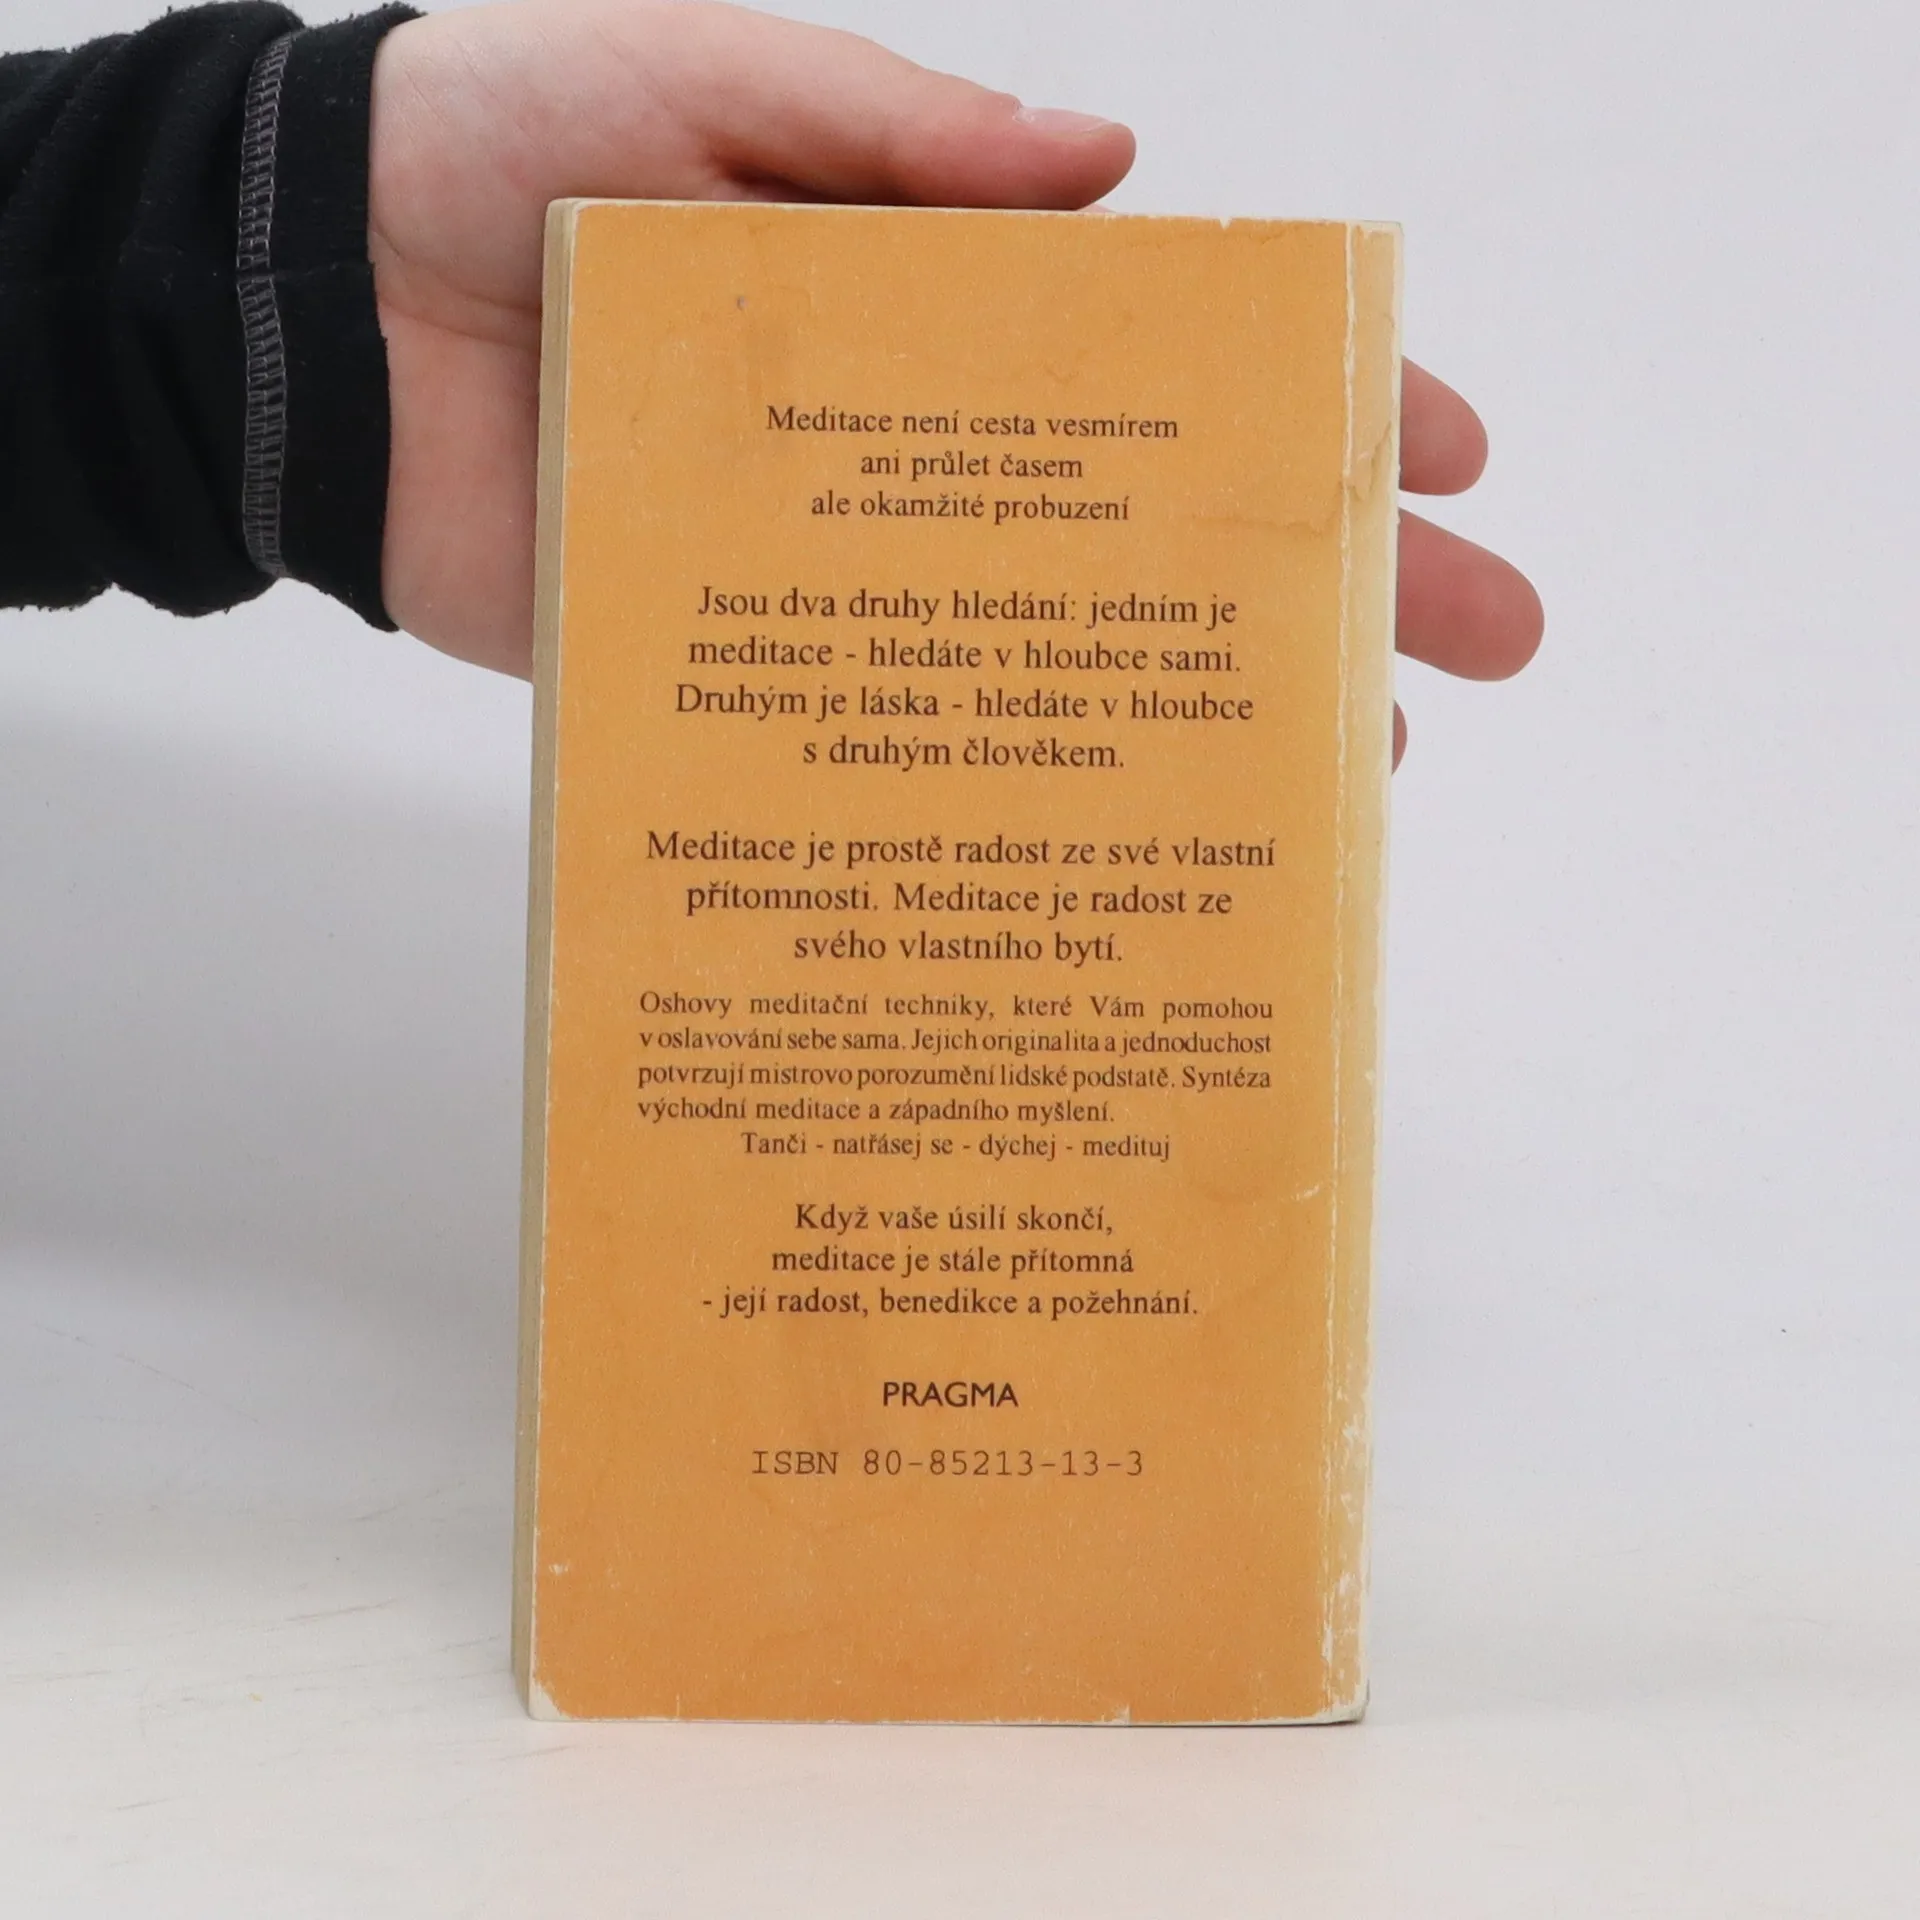 Meditace není cesta vesmírem
ani průlet časem
ale okamžité probuzení
Jsou dva druhy hledání: jedním je
meditace - hledáte v hloubce sami.
Druhým je láska - hledáte v hloubce
s druhým člověkem.
Meditace je prostě radost ze své vlastní
přítomnosti. Meditace je radost ze
svého vlastního bytí.
Oshovy meditační techniky, které Vám pomohou
v oslavování sebe sama. Jejich originalita a jednoduchost
potvrzují mistrovo porozumění lidské podstatě. Syntéza
východní meditace a západního myšlení.
Tanči - natřásej se - dýchej - medituj
Když vaše úsilí skončí,
meditace je stále přítomná
- její radost, benedikce a požehnání.
PRAGMA
ISBN 80-85213-13-3